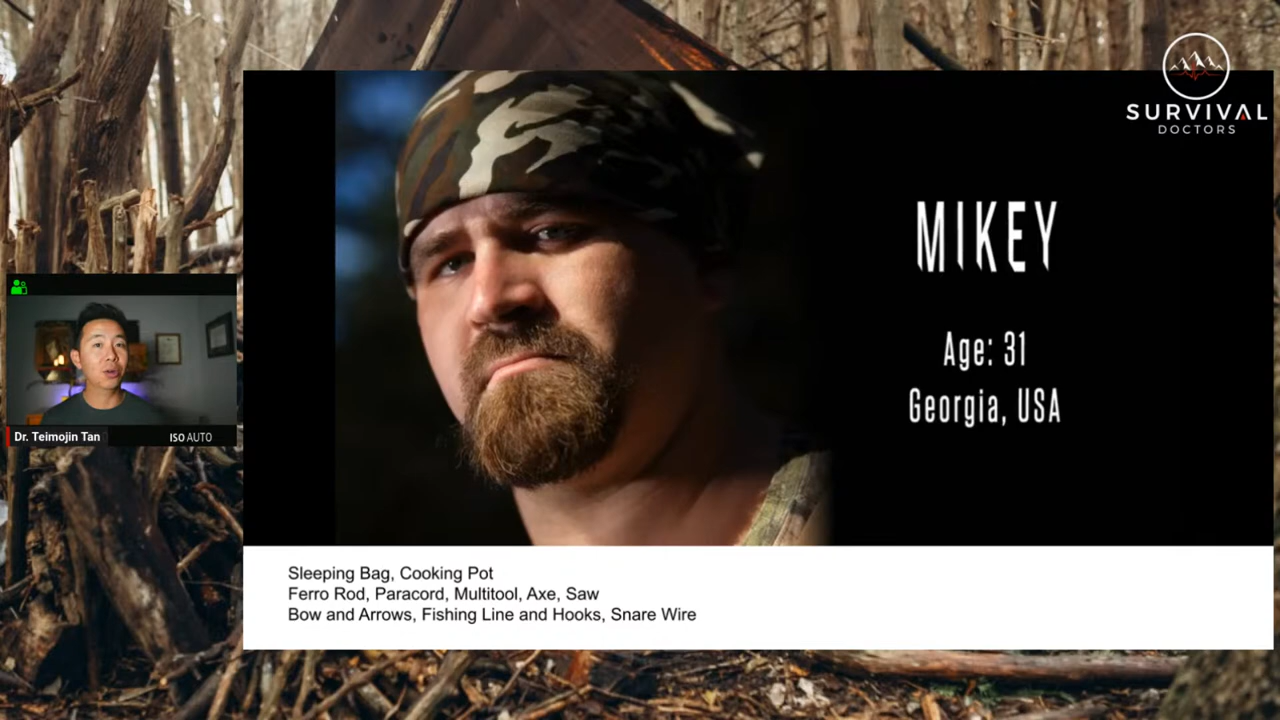 SURVIVAL
DOCTORS
MIKEY
Age: 31
Georgia, USA
Dr. Teimojin Tan
ISO AUTO
Sleeping Bag, Cooking Pot
Ferro Rod, Paracord, Multitool, Axe, Saw
Bow and Arrows, Fishing Line and Hooks, Snare Wire